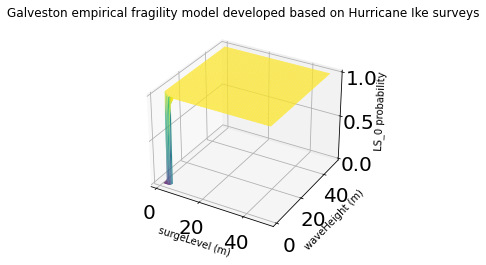 Galveston empirical fragility model developed based on Hurricane Ike surveys
1.0
0.5
0.0
LS_0 probability
40
20
0
waveHeight (m)
0
20
40
surgeLevel (m)